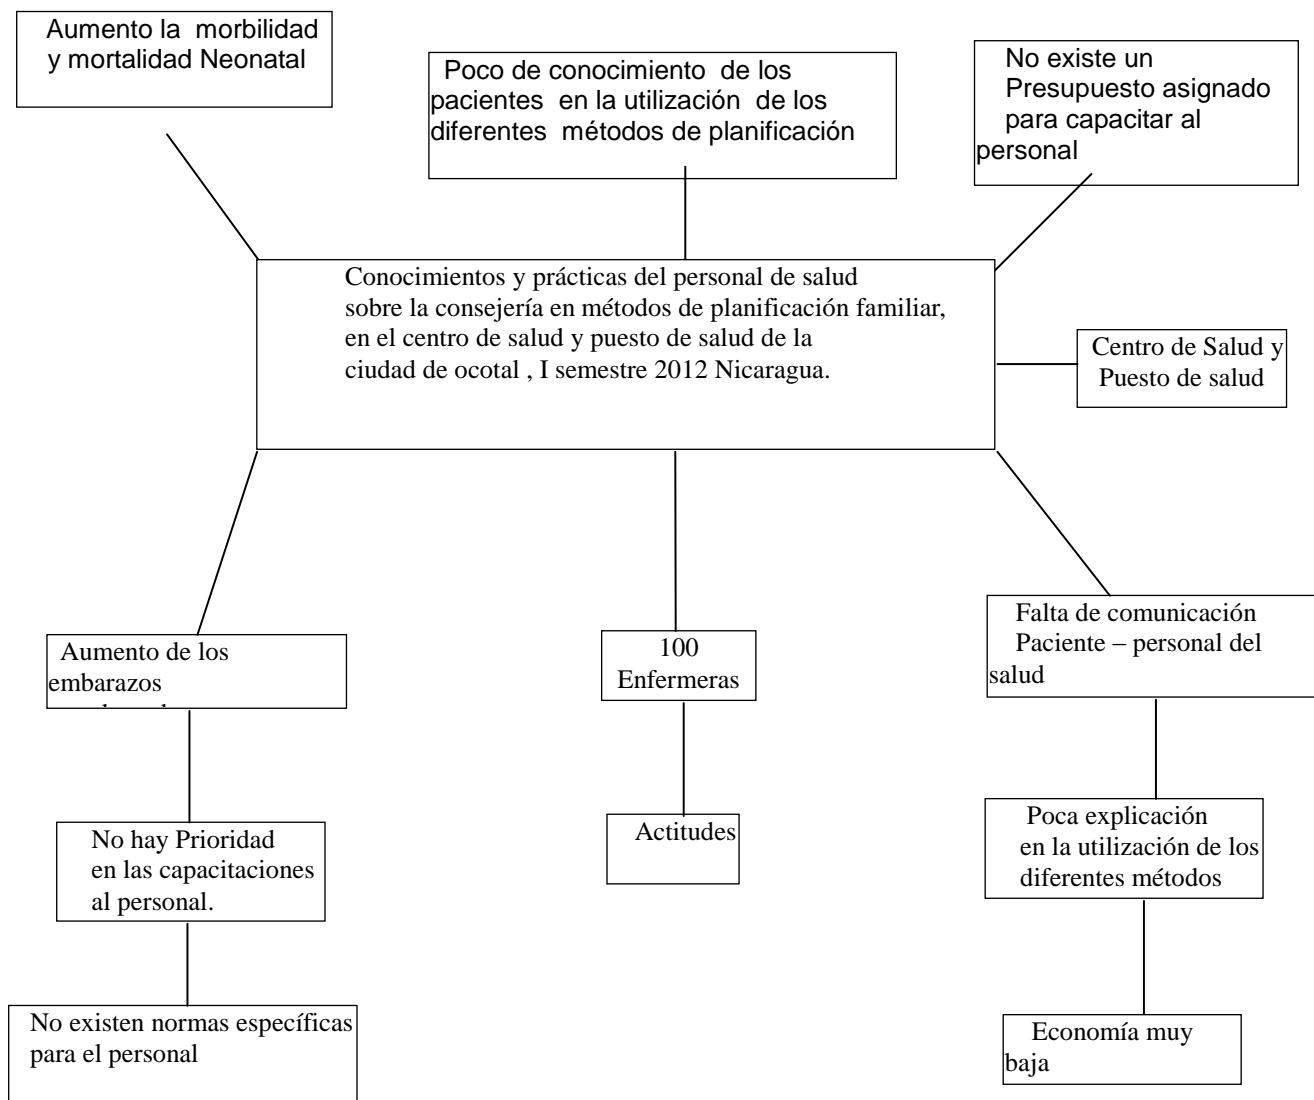 Aumento la morbilidad
y mortalidad Neonatal
Poco de conocimiento de los
pacientes en la utilización de los
diferentes métodos de planificación
No existe un
Presupuesto asignado
para capacitar al
personal
Conocimientos y prácticas del personal de salud
sobre la consejería en métodos de planificación familiar,
en el centro de salud y puesto de salud de la
ciudad de ocotal , I semestre 2012 Nicaragua.
Centro de Salud y
Puesto de salud
Aumento de los
embarazos
100
Enfermeras
Falta de comunicación
Paciente – personal del
salud
No hay Prioridad
en las capacitaciones
al personal.
Actitudes
Poca explicación
en la utilización de los
diferentes métodos
No existen normas específicas
para el personal
Economía muy
baja